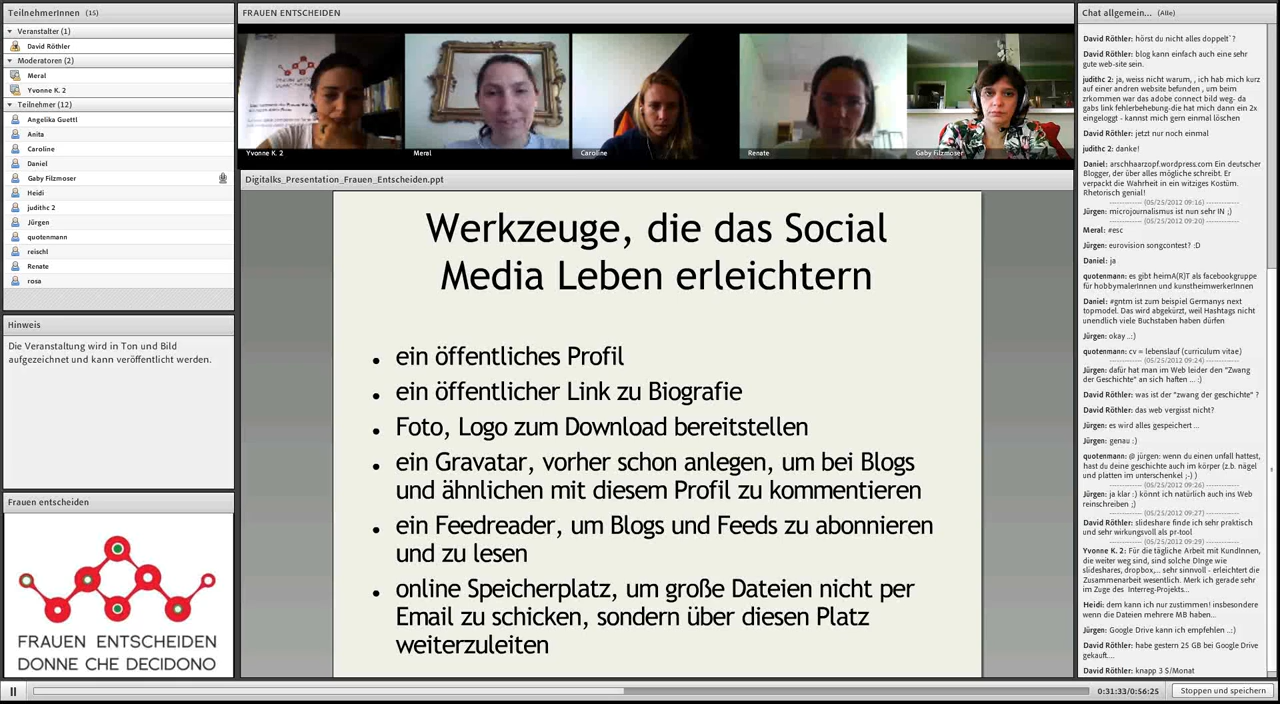 TeilnehmerInnen (15)
Veranstalter (1)
David Röthler
Moderatoren (2)
Meral
Yvonne K. 2
Teilnehmer (12)
Angelika Guettl
Anita
Caroline
Daniel
Gaby Filzmoser
Heidi
judithc 2
Jürgen
quotenmann
reischl
Renate
rosa
Hinweis
Die Veranstaltung wird in Ton und Bild
aufgezeichnet und kann veröffentlicht werden.
Frauen entscheiden
FRAUEN ENTSCHEIDEN
DONNE CHE DECIDONO
FRAUEN ENTSCHEIDEN
Yvonne K. 2
Meral
Caroline
Renate
Gaby Filzmoser
Digitalks_Presentation_Frauen_Entscheiden.ppt
Werkzeuge, die das Social
Media Leben erleichtern
• ein öffentliches Profil
• ein öffentlicher Link zu Biografie
• Foto, Logo zum Download bereitstellen
• ein Gravatar, vorher schon anlegen, um bei Blogs
und ähnlichen mit diesem Profil zu kommentieren
• ein Feedreader, um Blogs und Feeds zu abonnieren
und zu lesen
• online Speicherplatz, um große Dateien nicht per
Email zu schicken, sondern über diesen Platz
weiterzuleiten
Chat allgemein... (Alle)
David Röthler: hörst du nicht alles doppelt`?
David Röthler: blog kann einfach auch eine sehr
gute web-site sein.
judithc 2: ja, weiss nicht warum, , ich hab mich kurz
auf einer andren website befunden , um beim
zrkommen war das adobe connect bild weg- da
gabs link fehlerbehebung-die hat mich dann ein 2x
eingeloggt - kannst mich gern einmal löschen
David Röthler: jetzt nur noch einmal
judithc 2: danke!
Daniel: arschhaarzopf.wordpress.com Ein deutscher
Blogger, der über alles mögliche schreibt. Er
verpackt die Wahrheit in ein witziges Kostüm.
Rhetorisch genial!
------------ (05/25/2012 09:16) ------------
Jürgen: microjournalismus ist nun sehr IN ;)
------------ (05/25/2012 09:20) ------------
Meral: #esc
Jürgen: eurovision songcontest? :D
Daniel: ja
quotenmann: es gibt heimA(R)T als facebookgruppe
für hobbymalerInnen und kunstheimwerkerInnen
Daniel: #gntm ist zum beispiel Germanys next
topmodel. Das wird abgekürzt, weil Hashtags nicht
unendlich viele Buchstaben haben dürfen
Jürgen: okay ..:)
quotenmann: cv = lebenslauf (curriculum vitae)
------------ (05/25/2012 09:24) ------------
Jürgen: dafür hat man im Web leider den "Zwang
der Geschichte" an sich haften ... :)
David Röthler: was ist der "zwang der geschichte" ?
David Röthler: das web vergisst nicht?
Jürgen: es wird alles gespeichert ...
Jürgen: genau :)
quotenmann: @ jürgen: wenn du einen unfall hattest,
hast du deine geschichte auch im körper (z.b. nägel
und platten im unterschenkel ;-) )
------------ (05/25/2012 09:26) ------------
Jürgen: ja klar :) könnt ich natürlich auch ins Web
reinschreiben ;)
------------ (05/25/2012 09:27) ------------
David Röthler: slideshare finde ich sehr praktisch
und sehr wirkungsvoll als pr-tool
------------ (05/25/2012 09:29) ------------
Yvonne K. 2: Für die tägliche Arbeit mit KundInnen,
die weiter weg sind, sind solche DInge wie
slideshares, dropbox,... sehr sinnvoll - erleichtert die
Zusammenarbeit wesentlich. Merk ich gerade sehr
im Zuge des Interreg-Projekts...
Heidi: dem kann ich nur zustimmen! insbesondere
wenn die Dateien mehrere MB haben...
Jürgen: Google Drive kann ich empfehlen ..:)
David Röthler: habe gestern 25 GB bei Google Drive
gekauft....
David Röthler: knapp 3 $/Monat
0:31:33/0:56:25
Stoppen und speichern